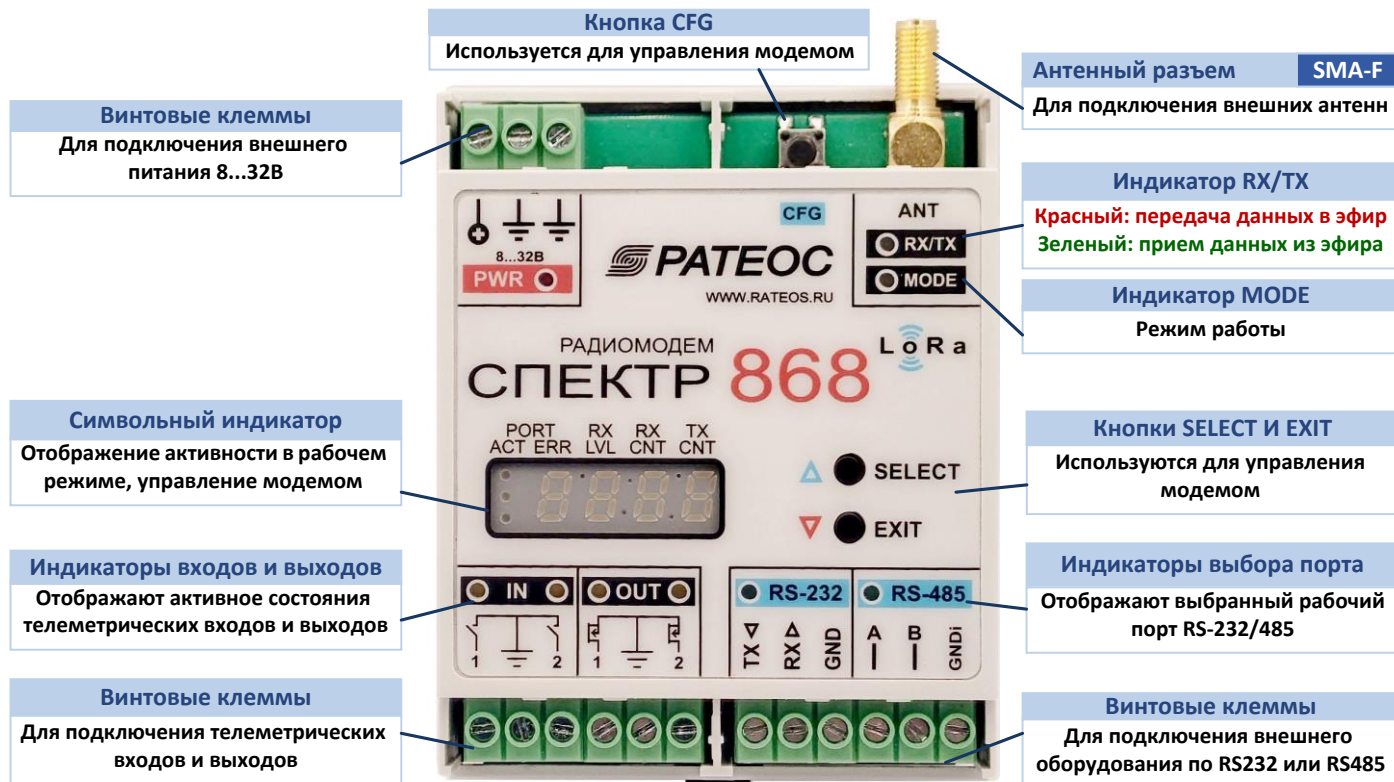 Кнопка CFG
Используется для управления модемом
Антенный разъем SMA-F
Для подключения внешних антенн
Винтовые клеммы
Для подключения внешнего
питания 8...32В
Индикатор RX/TX
Красный: передача данных в эфир
Зеленый: прием данных из эфира
Индикатор MODE
Режим работы
Символьный индикатор
Отображение активности в рабочем
режиме, управление модемом
Кнопки SELECT И EXIT
Используются для управления
модемом
Индикаторы входов и выходов
Отображают активное состояния
телеметрических входов и выходов
Индикаторы выбора порта
Отображают выбранный рабочий
порт RS-232/485
Винтовые клеммы
Для подключения телеметрических
входов и выходов
Винтовые клеммы
Для подключения внешнего
оборудования по RS232 или RS485
CFG
ANT
RX/TX
MODE
8...32В
PWR
РАТЕОС
WWW.RATEOS.RU
РАДИОМОДЕМ
СПЕКТР 868
LoRa
PORT RX RX TX
ACT ERR LVL CNT CNT
SELECT
EXIT
IN OUT RS-232 RS-485
1 2 1 2 TX RX GND A B GNDi